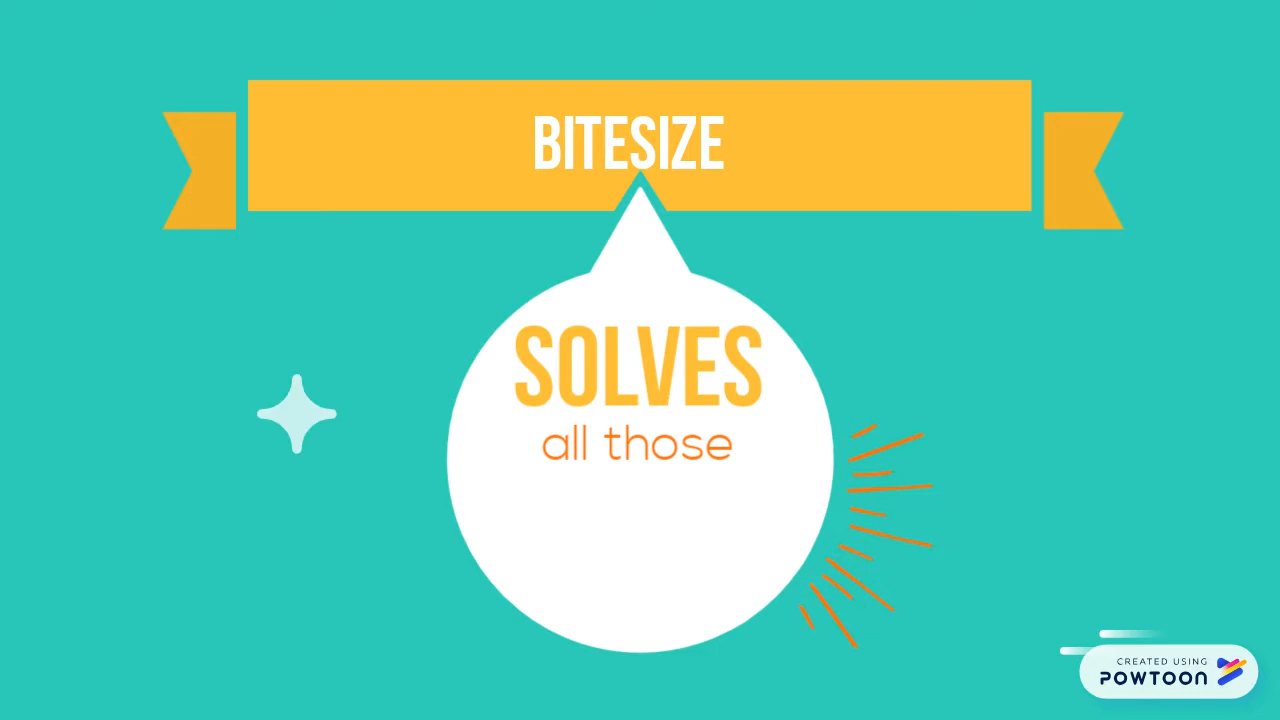 BITESIZE
SOLVES
all those
CREATED USING
POWTOON